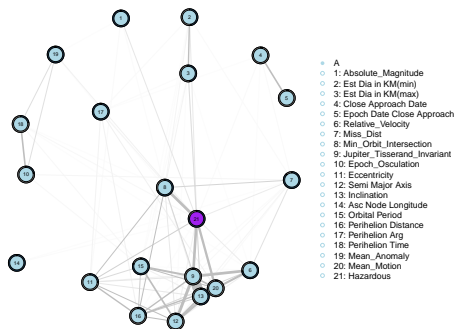 1
2
19
4
3
5
17
18
10
7
8
21
14
15
9
6
11
20
13
16
12
A
1: Absolute_Magnitude
2: Est Dia in KM(min)
3: Est Dia in KM(max)
4: Close Approach Date
5: Epoch Date Close Approach
6: Relative_Velocity
7: Miss_Dist
8: Min_Orbit_Intersection
9: Jupiter_Tisserand_Invariant
10: Epoch_Osculation
11: Eccentricity
12: Semi Major Axis
13: Inclination
14: Asc Node Longitude
15: Orbital Period
16: Perihelion Distance
17: Perihelion Arg
18: Perihelion Time
19: Mean_Anomaly
20: Mean_Motion
21: Hazardous